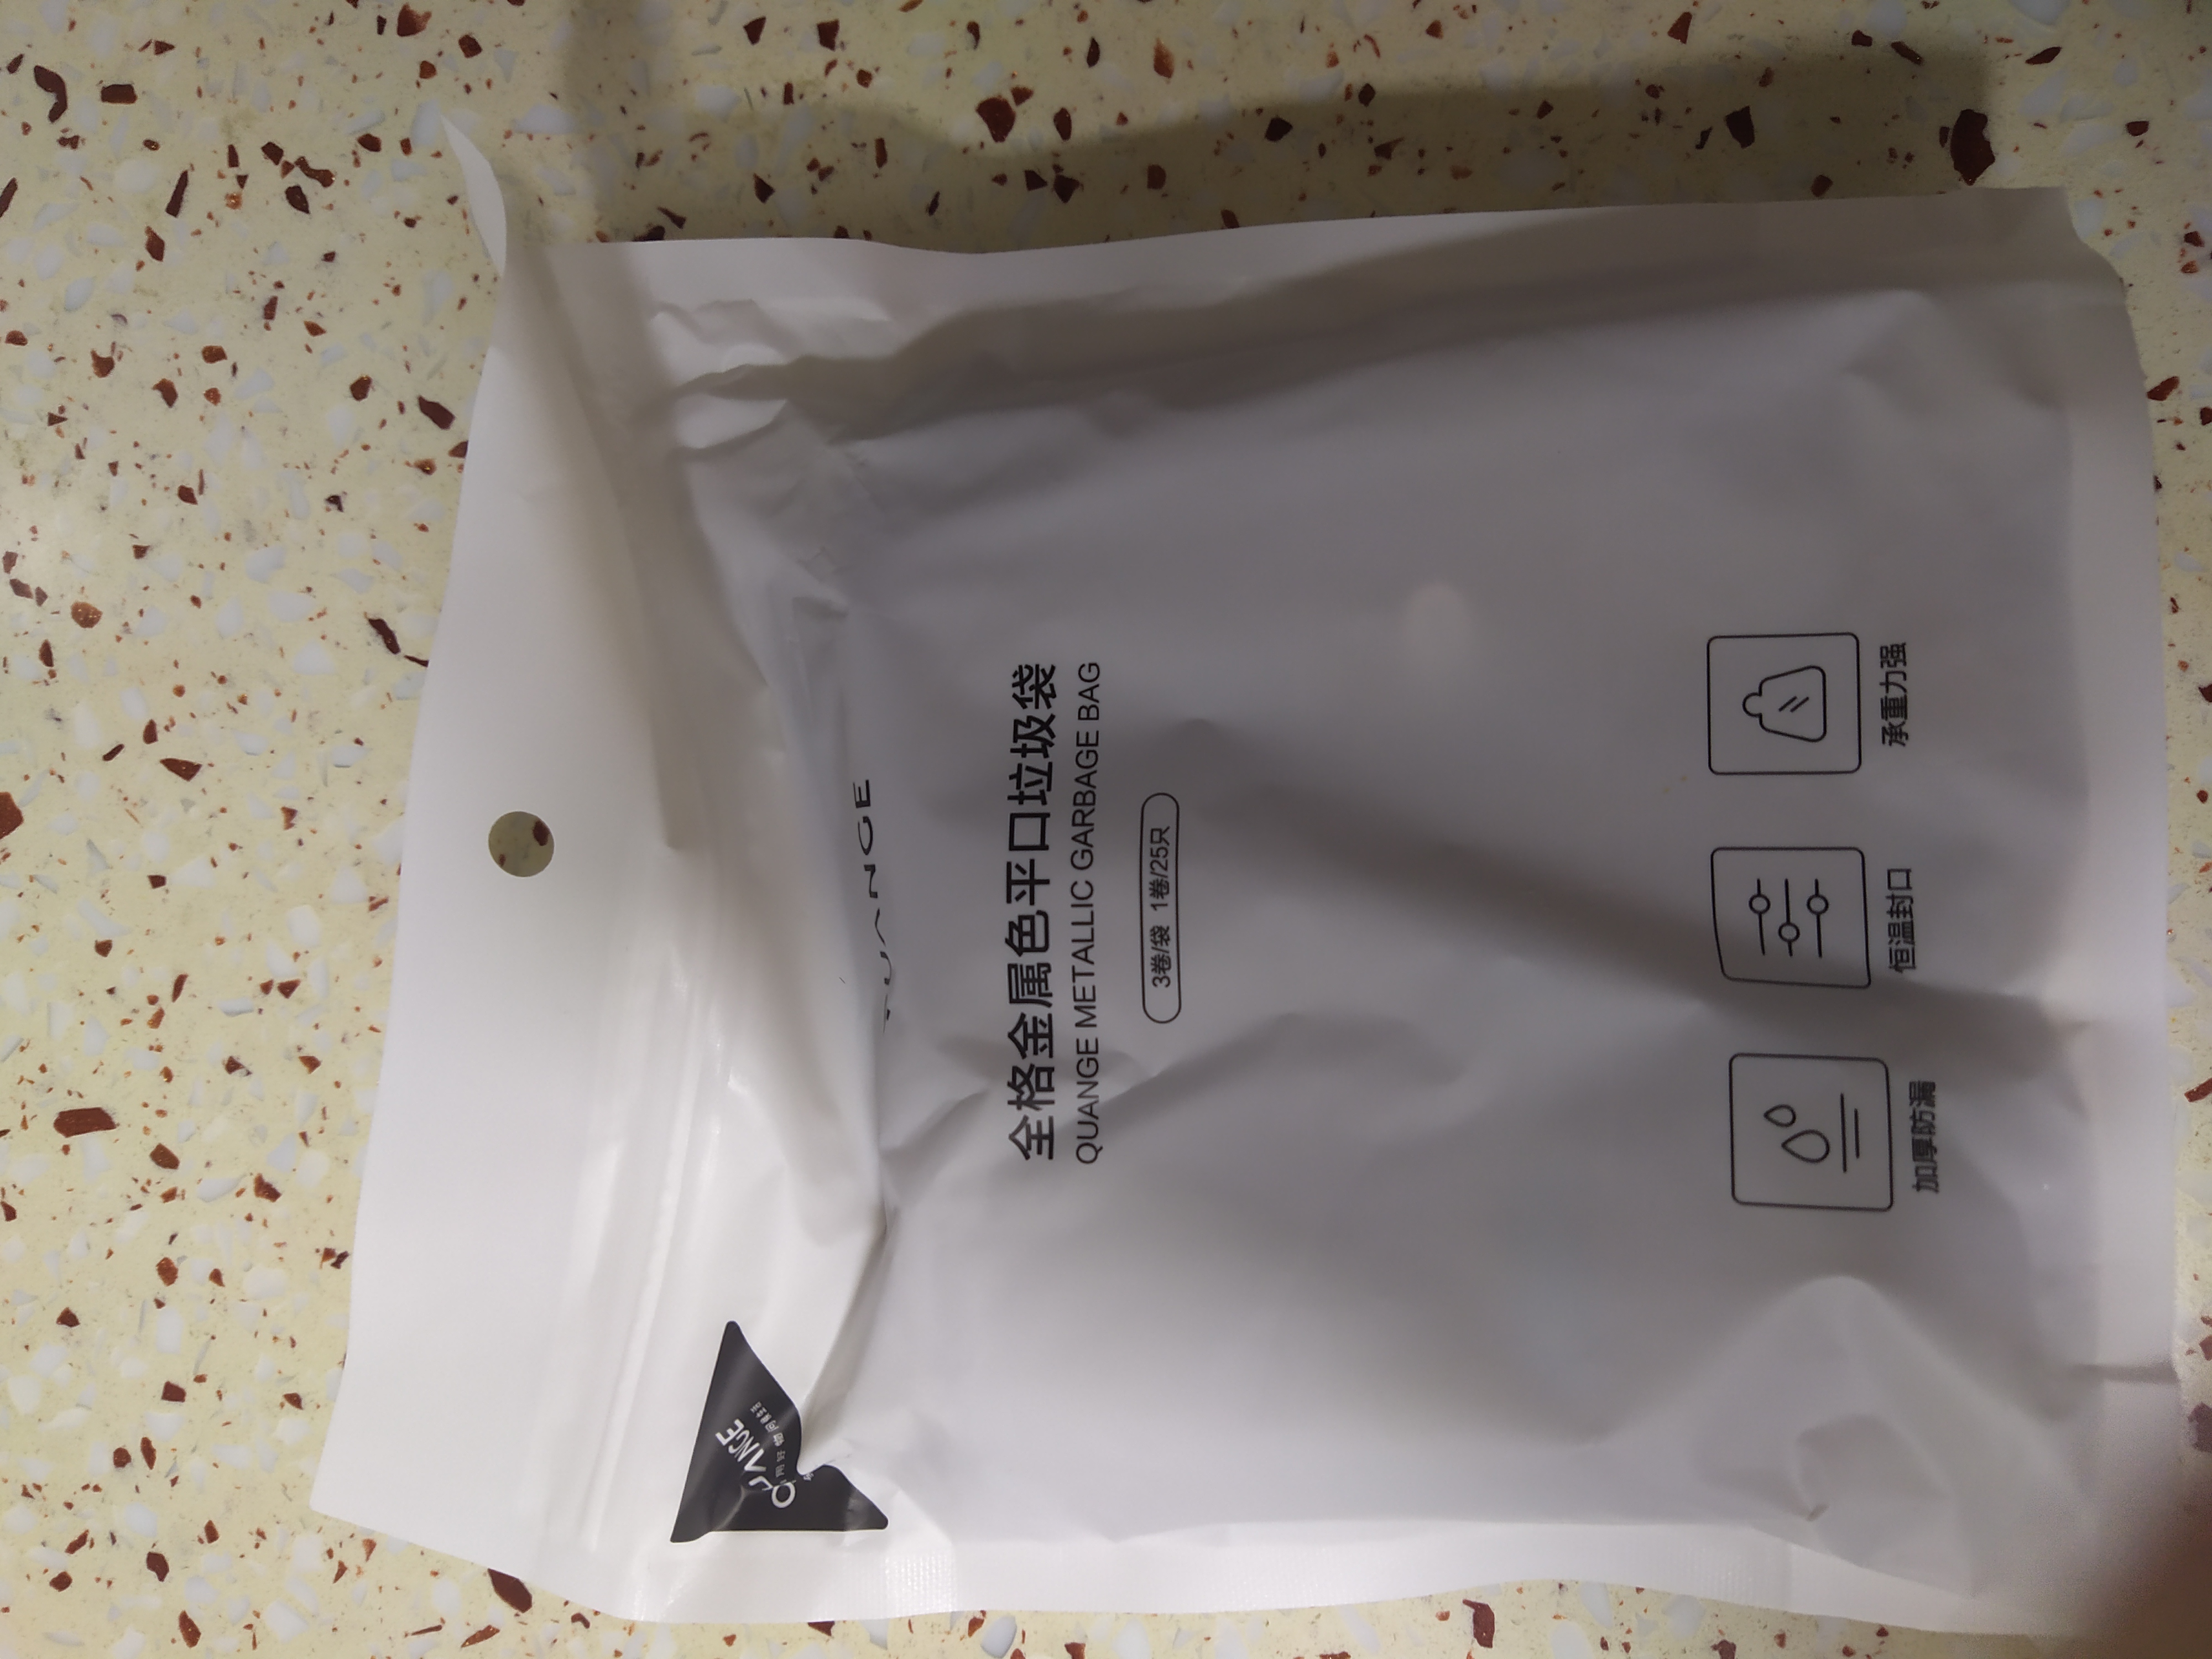 QUANGE
全格金属色平口垃圾袋
QUANGE METALLIC GARBAGE BAG
3卷/袋 1卷/25只
加厚防漏
恒温封口
承重力强